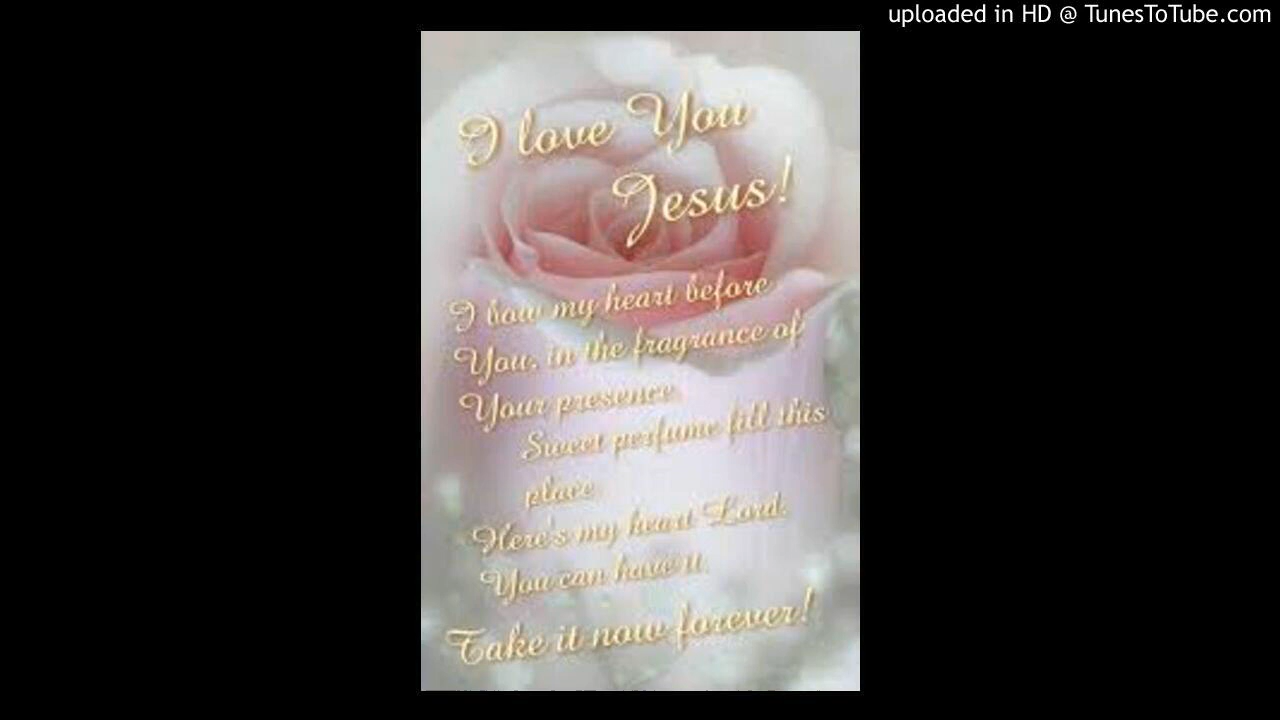 uploaded in HD @ TunesToTube.com
I love You
Jesus!
I bow my heart before
You, in the fragrance of
Your presence.
Sweet perfume fill this
place.
Here's my heart Lord.
You can have it.
Take it now forever!